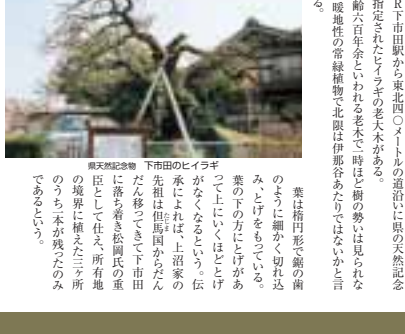 Ｒ下市田駅から東北四〇メートルの道沿いに県の天然記念
指定されたヒイラギの老大木がある。
齢六百年余といわれる老木で一時ほど樹の勢いは見られな
暖地性の常緑植物で北限は伊那谷あたりではないかと言
る。
県天然記念物 下市田のヒイラギ
葉は楕円形で鋸の歯
のように細かく切れ込
み、とげをもっている。
葉の下の方にとげがあ
って上にいくほどとげ
がなくなるという。伝
承によれば、上沼家の
先祖は但馬国からだん
だん移ってきて下市田
に落ち着き松岡氏の重
臣として仕え、所有地
の境界に植えた三ヶ所
のうち一本が残ったのみ
であるという。